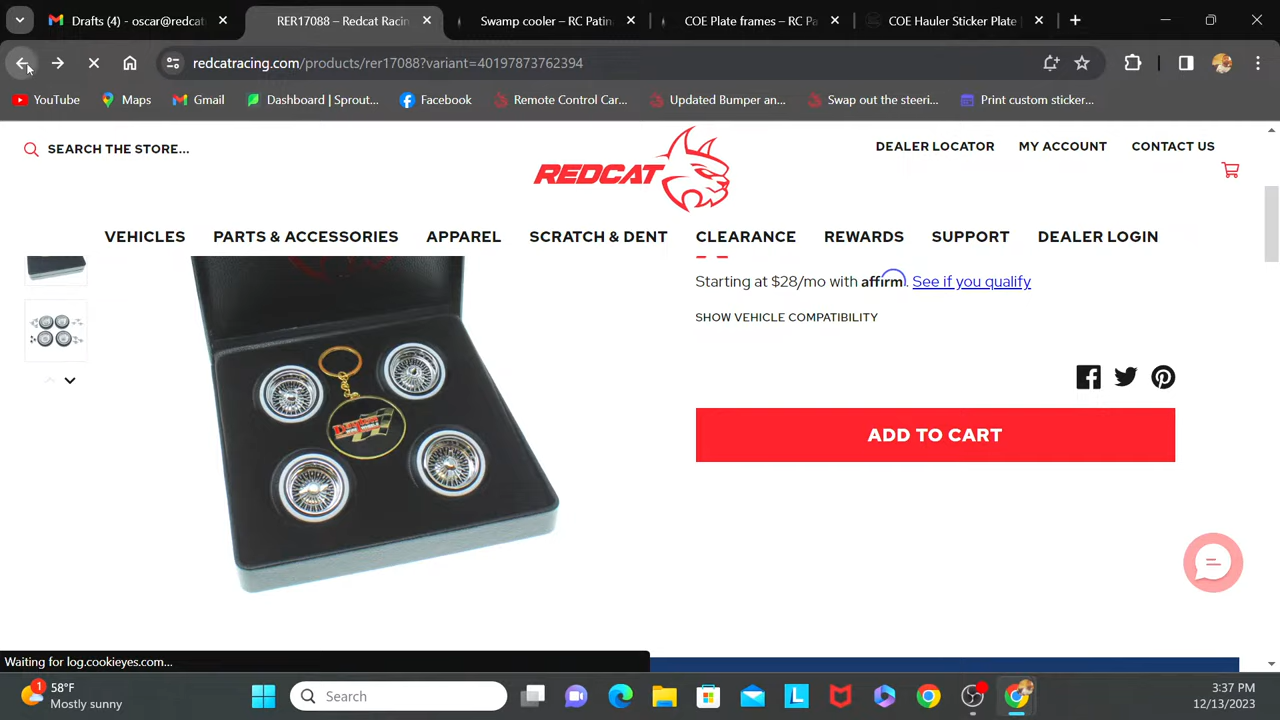 Drafts (4) - oscar@redcat
RER17088 – Redcat Racin
Swamp cooler – RC Patin
COE Plate frames – RC Pa
COE Hauler Sticker Plate
redcatracing.com/products/rer17088?variant=40197873762394
YouTube
Maps
Gmail
Dashboard | Sprout...
Facebook
Remote Control Car...
Updated Bumper an...
Swap out the steeri...
Print custom sticker...
SEARCH THE STORE...
REDCAT
DEALER LOCATOR
MY ACCOUNT
CONTACT US
VEHICLES
PARTS & ACCESSORIES
APPAREL
SCRATCH & DENT
CLEARANCE
REWARDS
SUPPORT
DEALER LOGIN
Starting at $28/mo with affirm. See if you qualify
SHOW VEHICLE COMPATIBILITY
ADD TO CART
Waiting for log.cookieyes.com...
1
58°F
Mostly sunny
Search
L
3:37 PM
12/13/2023